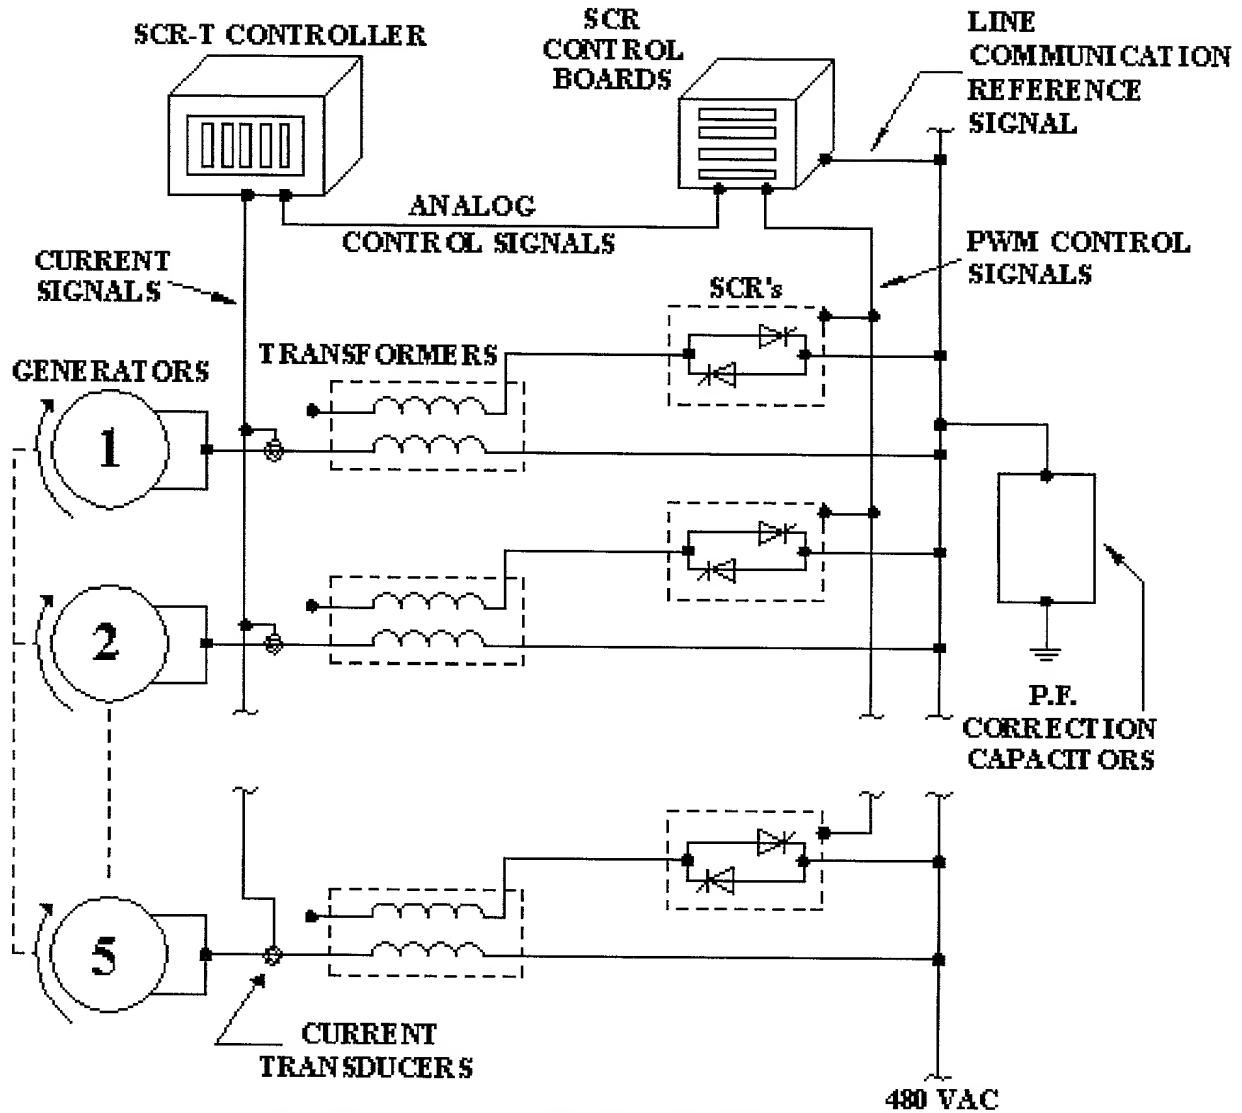 SCR-T CONTROLLER
SCR
CONTROL
BOARDS
LINE
COMMUNICATION
REFERENCE
SIGNAL
ANALOG
CONTROL SIGNALS
CURRENT
SIGNALS
PWM CONTROL
SIGNALS
SCR's
TRANSFORMERS
GENERATORS
1
2
P.F.
CORRECTION
CAPACITORS
5
CURRENT
TRANSDUCERS
480 VAC